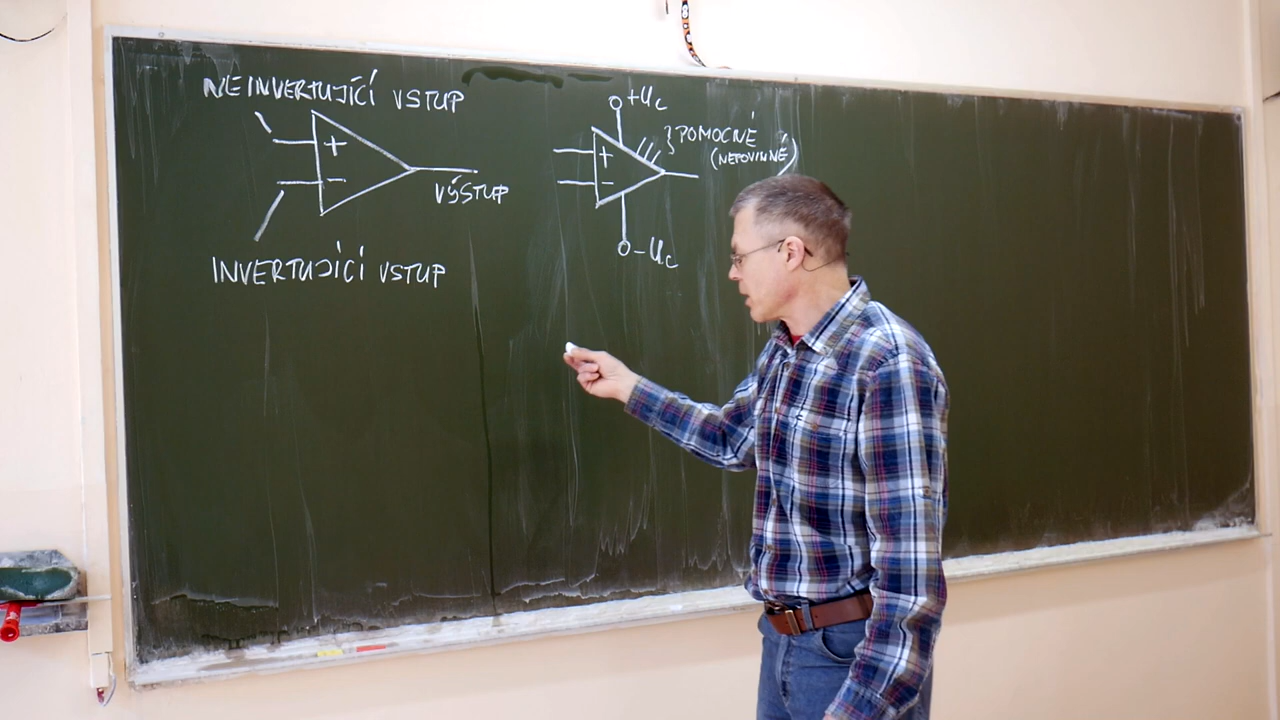 NEINVERTUJÍCÍ VSTUP
+
-
VÝSTUP
INVERTUJÍCÍ VSTUP
+Uc
+
-
} POMOCNÉ
(NEPOVINNÉ)
-Uc